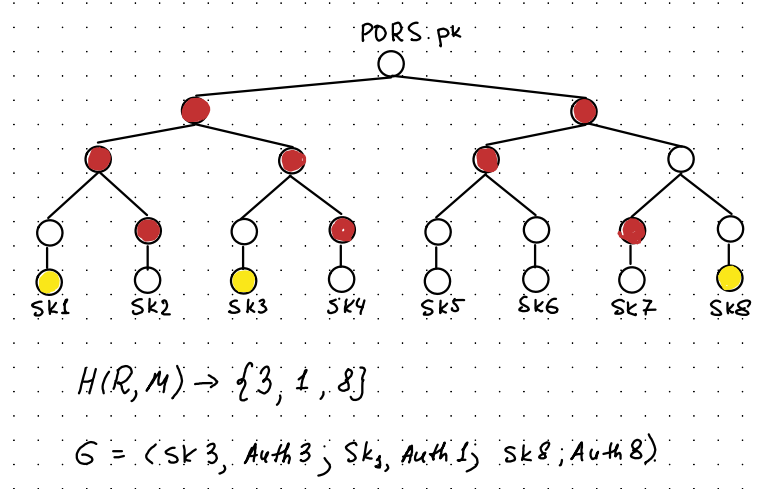 PORS. pk
Sk1 Sk2 Sk3 Sk4 Sk5 Sk6 Sk7 Sk8
H(R, M) → {3, 1, 8}
G = (SK3, Auth3; Sk1, Auth1; Sk8; Auth8)